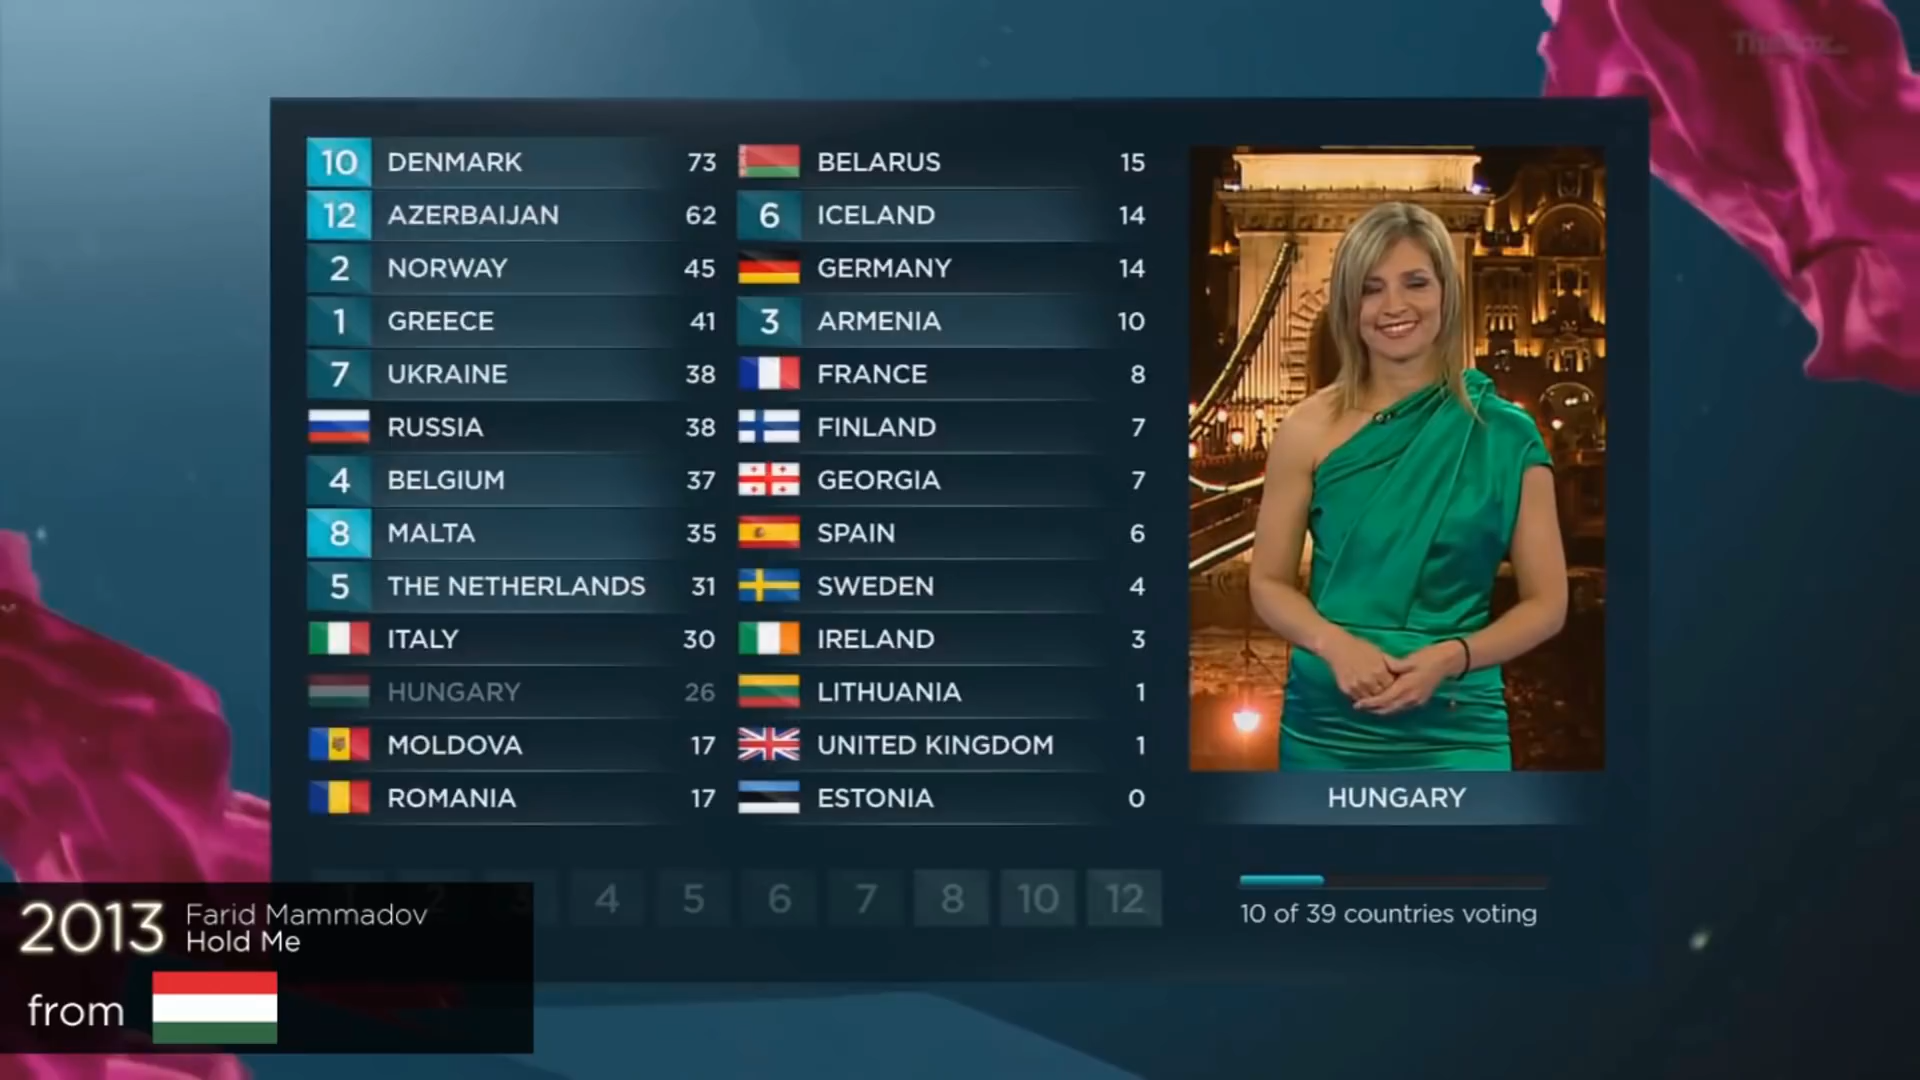 10 DENMARK 73
12 AZERBAIJAN 62
2 NORWAY 45
1 GREECE 41
7 UKRAINE 38
RUSSIA 38
4 BELGIUM 37
8 MALTA 35
5 THE NETHERLANDS 31
ITALY 30
HUNGARY 26
MOLDOVA 17
ROMANIA 17
BELARUS 15
6 ICELAND 14
GERMANY 14
3 ARMENIA 10
FRANCE 8
FINLAND 7
GEORGIA 7
SPAIN 6
SWEDEN 4
IRELAND 3
LITHUANIA 1
UNITED KINGDOM 1
ESTONIA 0
HUNGARY
10 of 39 countries voting
1 2 3 4 5 6 7 8 10 12
2013 Farid Mammadov
Hold Me
from